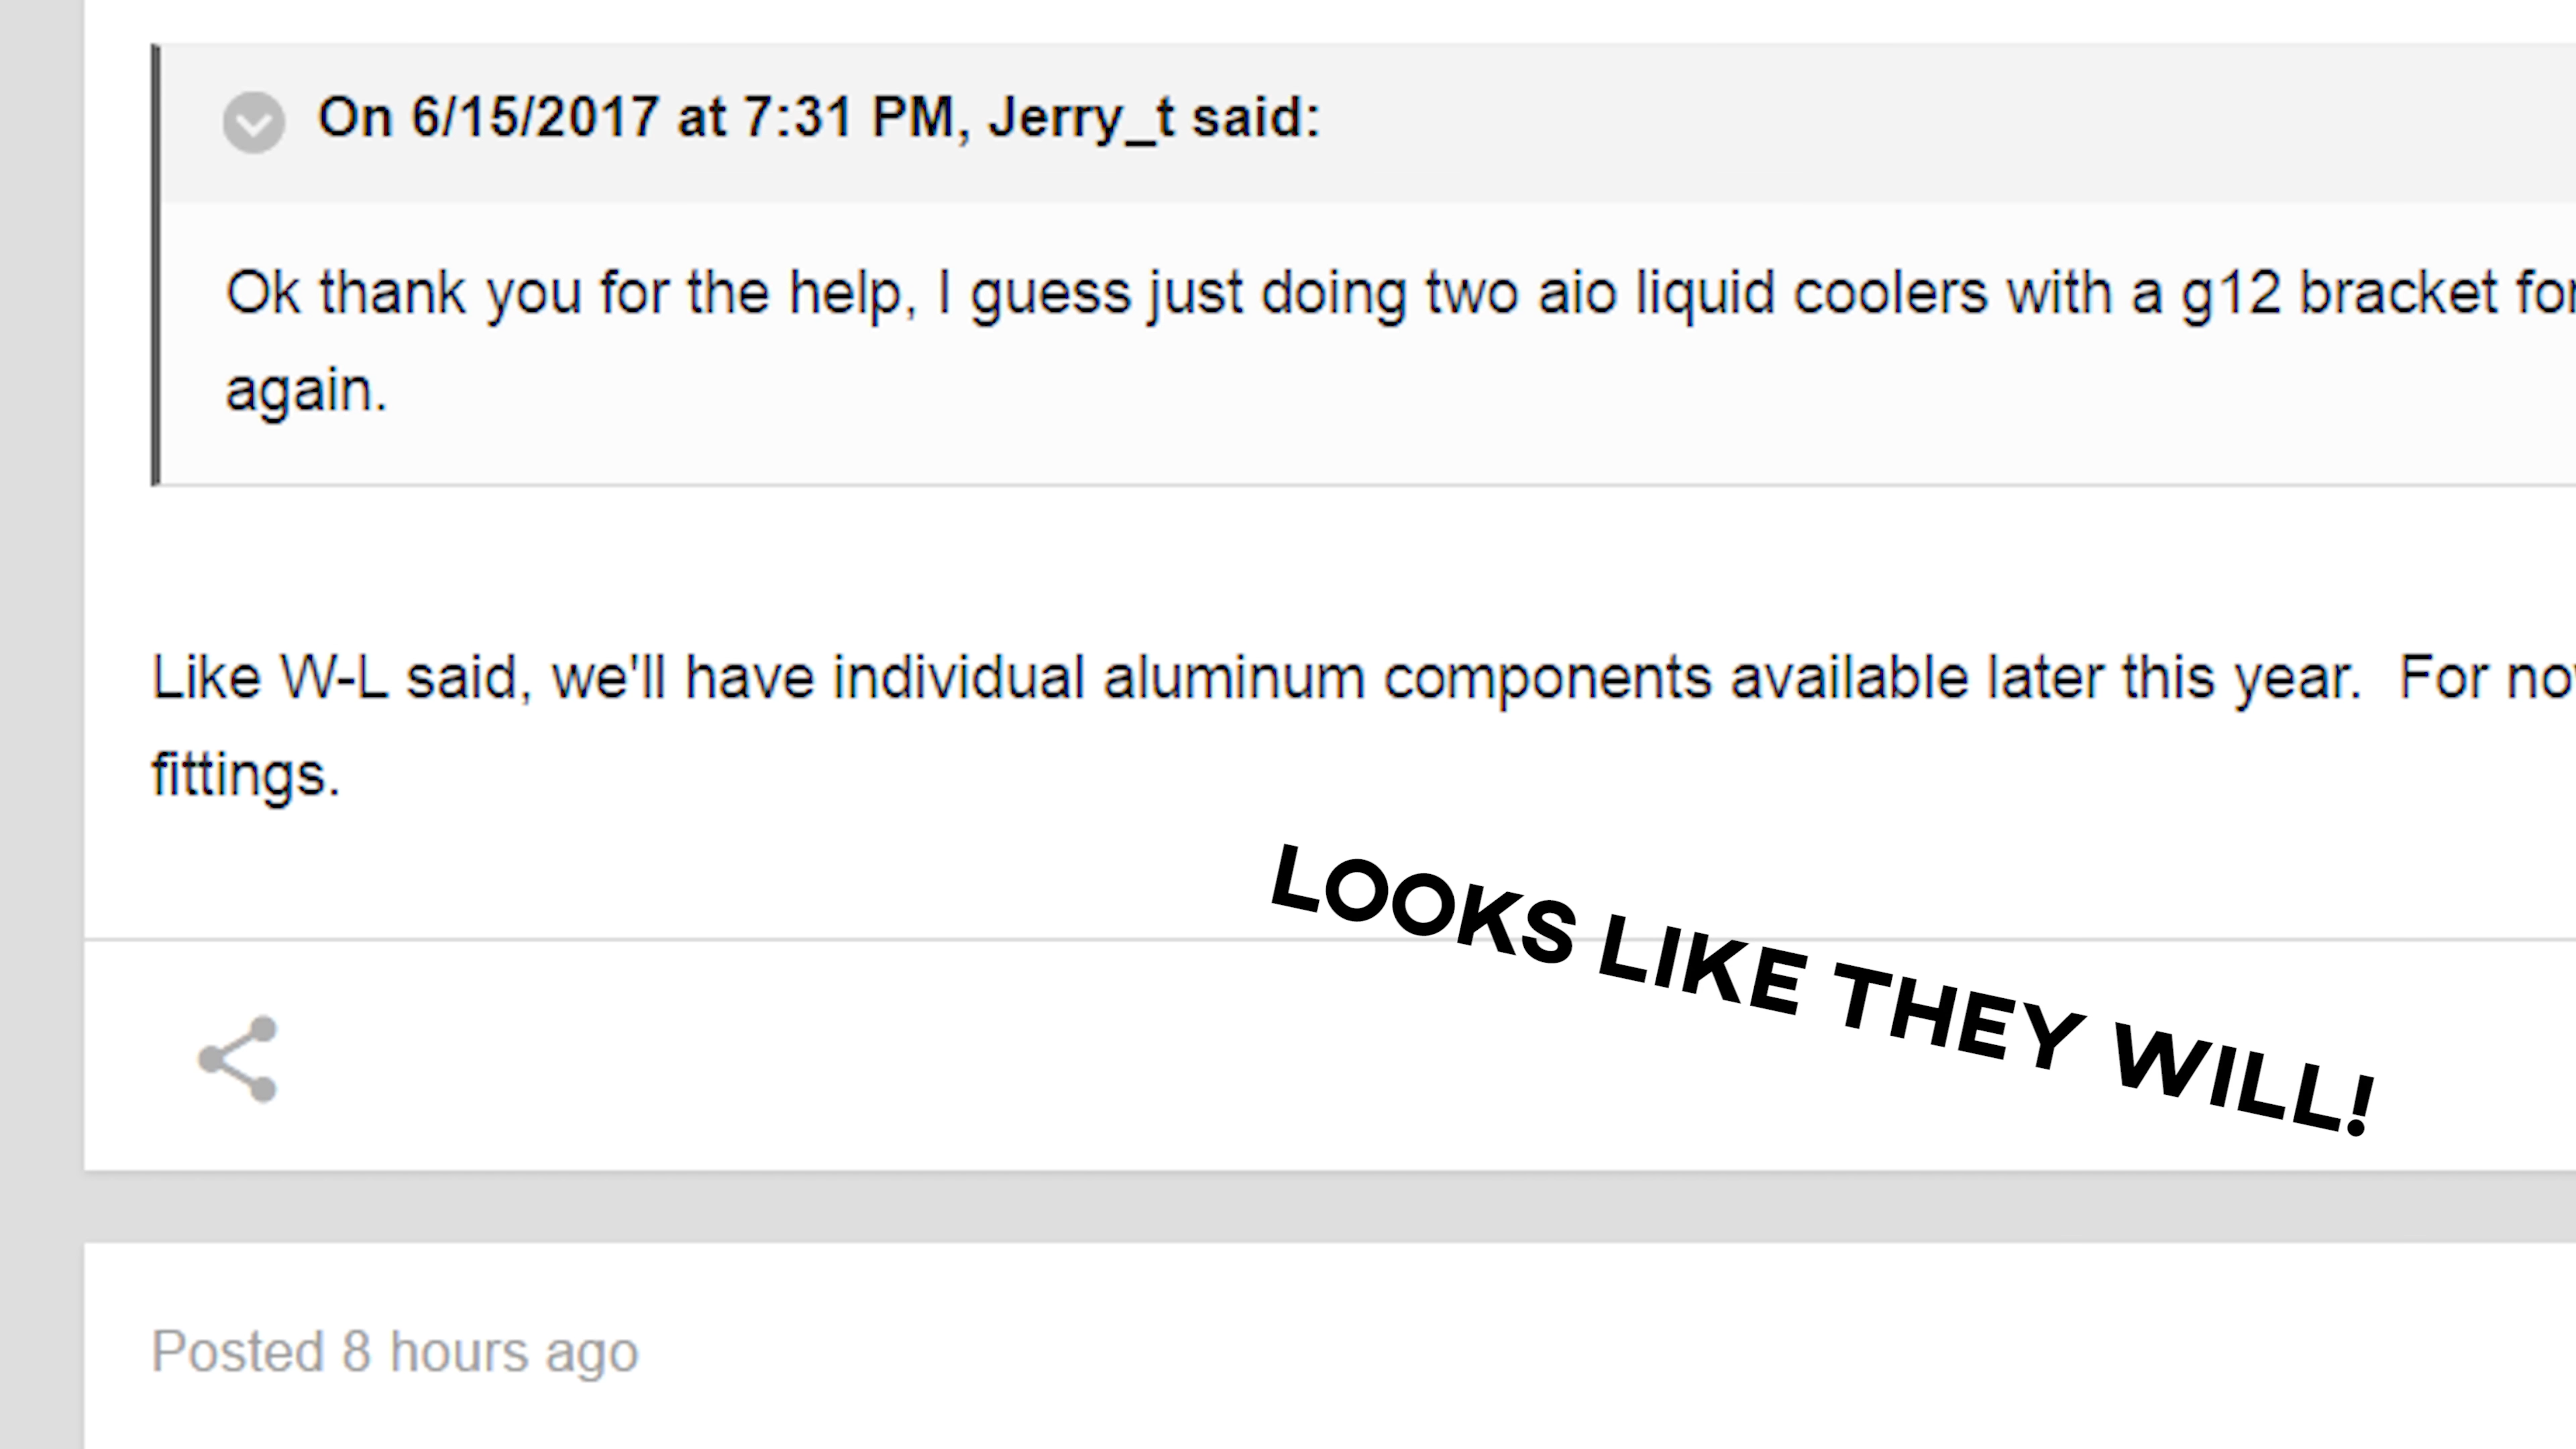 On 6/15/2017 at 7:31 PM, Jerry_t said:
Ok thank you for the help, I guess just doing two aio liquid coolers with a g12 bracket for
again.
Like W-L said, we'll have individual aluminum components available later this year.  For
fittings.
LOOKS LIKE THEY WILL!
Posted 8 hours ago